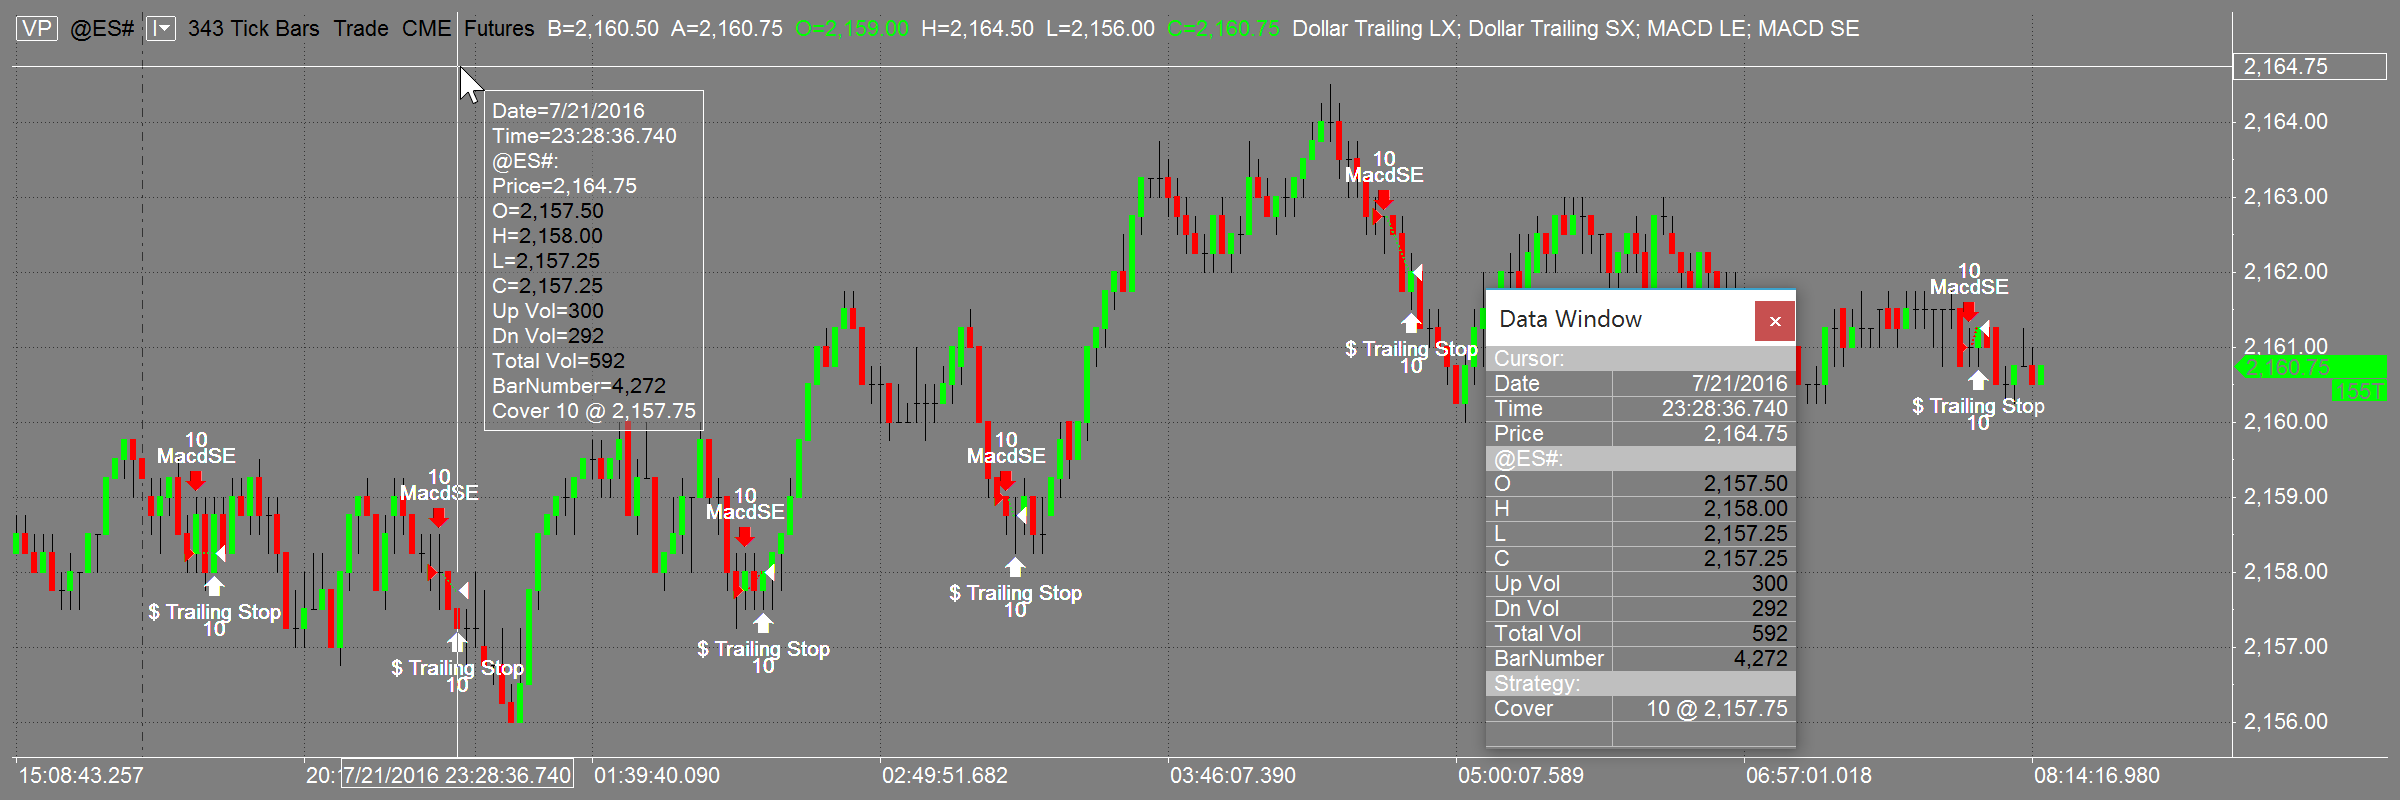 VP @ES# 343 Tick Bars Trade CME Futures B=2,160.50 A=2,160.75 O=2,159.00 H=2,164.50 L=2,156.00 C=2,160.75 Dollar Trailing LX; Dollar Trailing SX; MACD LE; MACD SE
2,164.75
Date=7/21/2016
Time=23:28:36.740
@ES#:
Price=2,164.75
O=2,157.50
H=2,158.00
L=2,157.25
C=2,157.25
Up Vol=300
Dn Vol=292
Total Vol=592
BarNumber=4,272
Cover 10 @ 2,157.75
10
MacdSE
$ Trailing Stop
10
10
MacdSE
$ Trailing Stop
10
10
MacdSE
$ Trailing Stop
10
10
MacdSE
$ Trailing Stop
10
10
MacdSE
$ Trailing Stop
10
10
MacdSE
$ Trailing Stop
10
Data Window
Cursor:
Date 7/21/2016
Time 23:28:36.740
Price 2,164.75
@ES#:
O 2,157.50
H 2,158.00
L 2,157.25
C 2,157.25
Up Vol 300
Dn Vol 292
Total Vol 592
BarNumber 4,272
Strategy:
Cover 10 @ 2,157.75
2,164.00
2,163.00
2,162.00
2,161.00
2,160.75
155T
2,160.00
2,159.00
2,158.00
2,157.00
2,156.00
15:08:43.257 20:1 7/21/2016 23:28:36.740 01:39:40.090 02:49:51.682 03:46:07.390 05:00:07.589 06:57:01.018 08:14:16.980